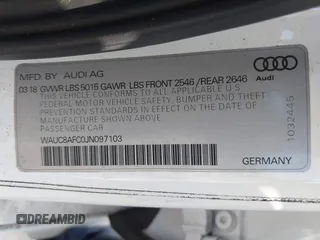 MFD. BY AUDI AG
03.18 GVWR LBS 5015 GAWR LBS FRONT 2546 / REAR 2646
THIS VEHICLE CONFORMS TO ALL APPLICABLE U.S.
FEDERAL MOTOR VEHICLE SAFETY, BUMPER AND THEFT
PREVENTION STANDARDS IN EFFECT ON THE DATE OF
MANUFACTURE SHOWN ABOVE.
PASSENGER CAR
WAUC8AFC0JN097103
Audi
1032445
GERMANY
DREAMBID